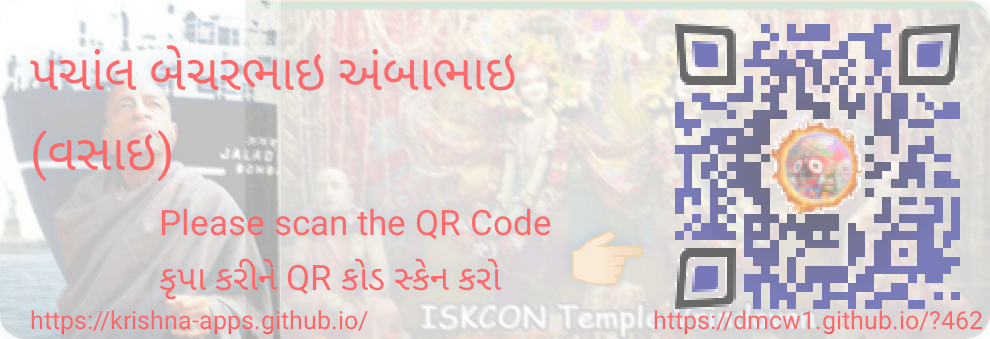 પચાંલ બેચરભાઇ અંબાભાઇ
(વસાઇ)
JALAD
Please scan the QR Code
કૃપા કરીને QR કોડ સ્કેન કરો
https://krishna-apps.github.io/
ISKCON Temple
https://dmcw1.github.io/?462